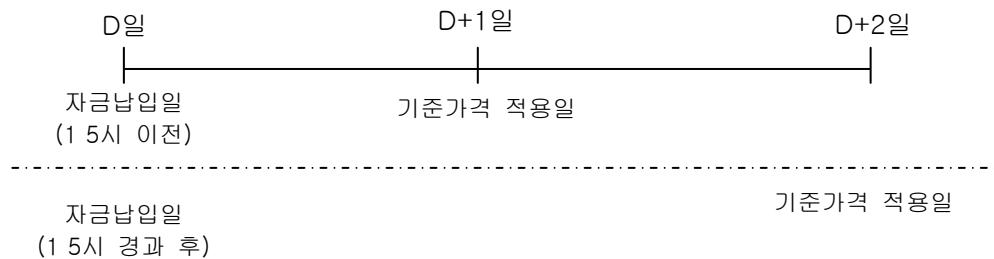 D일 D+1일 D+2일
자금납입일 기준가격 적용일
(1 5시 이전)
자금납입일 기준가격 적용일
(1 5시 경과 후)